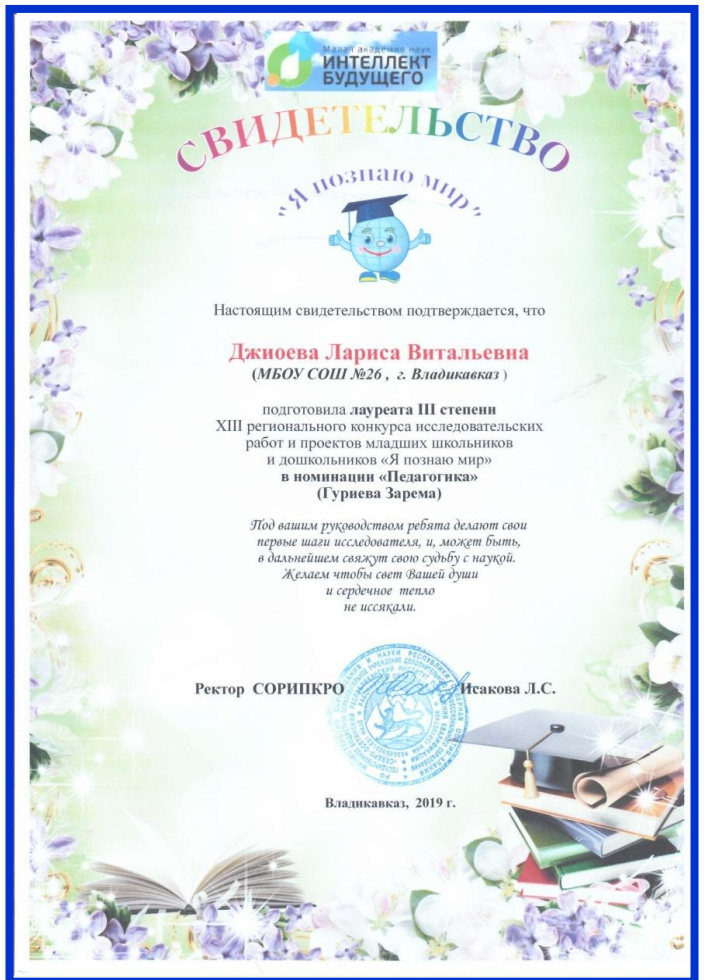 Малая академия наук
ИНТЕЛЛЕКТ
БУДУЩЕГО
СВИДЕТЕЛЬСТВО
"Я познаю мир"
Настоящим свидетельством подтверждается, что
Джиоева Лариса Витальевна
(МБОУ СОШ №26 , г. Владикавказ )
подготовила лауреата III степени
XIII регионального конкурса исследовательских
работ и проектов младших школьников
и дошкольников «Я познаю мир»
в номинации «Педагогика»
(Гуриева Зарема)
Под вашим руководством ребята делают свои
первые шаги исследователя, и, может быть,
в дальнейшем свяжут свою судьбу с наукой.
Желаем чтобы свет Вашей души
и сердечное тепло
не иссякали.
Ректор СОРИПКРО Исакова Л.С.
Владикавказ, 2019 г.